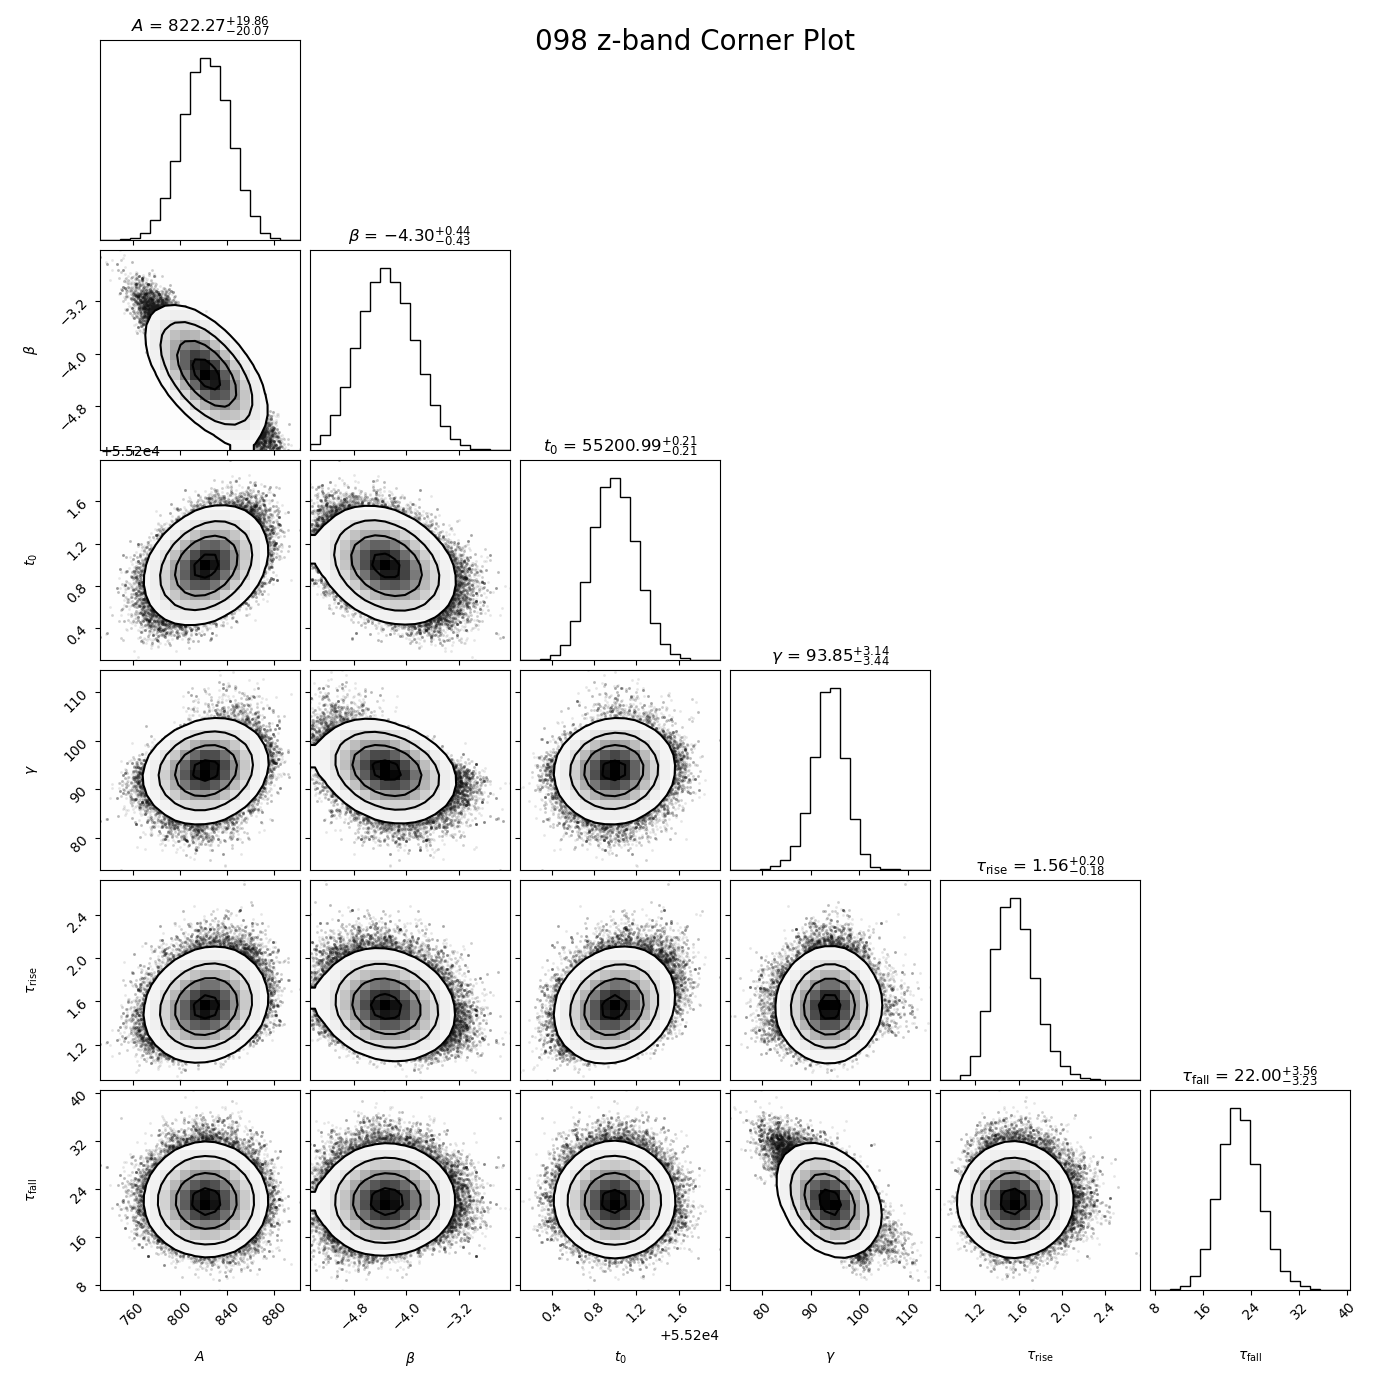 098 z-band Corner Plot
A = 822.27+19.86−20.07
β = −4.30+0.44−0.43
−3.2
−4.0
−4.8
β
+5.52e4
t0 = 55200.99+0.21−0.21
1.6
1.2
0.8
0.4
t0
γ = 93.85+3.14−3.44
110
100
90
80
γ
τrise = 1.56+0.20−0.18
2.4
2.0
1.6
1.2
τrise
τfall = 22.00+3.56−3.23
40
32
24
16
8
τfall
760 800 840 880 −4.8 −4.0 −3.2 0.4 0.8 1.2 1.6 80 90 100 110 1.2 1.6 2.0 2.4 8 16 24 32 40
+5.52e4
A β t0 γ τrise τfall